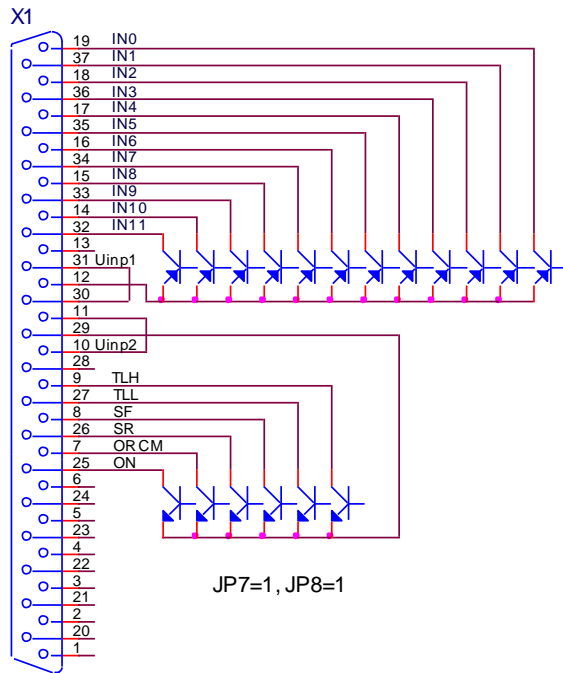 X1
19 IN0
37 IN1
18 IN2
36 IN3
17 IN4
35 IN5
16 IN6
34 IN7
15 IN8
33 IN9
14 IN10
32 IN11
13
31 Uinp1
12
30
11
29
10 Uinp2
28
9 TLH
27 TLL
8 SF
26 SR
7 ORCM
25 ON
6
24
5
23
4
22
3
21
2
20
1
JP7=1, JP8=1